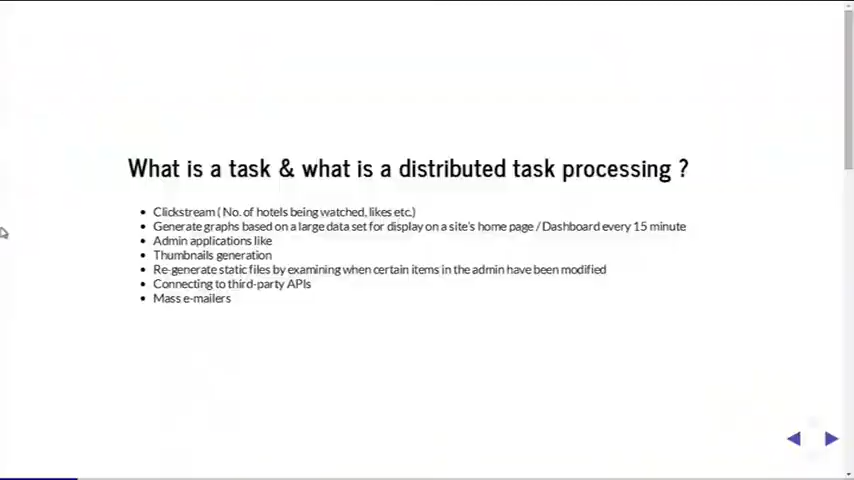 What is a task & what is a distributed task processing ?
Clickstream ( No. of hotels being watched, likes etc.)
Generate graphs based on a large data set for display on a site's home page / Dashboard every 15 minute
Admin applications like
Thumbnails generation
Re-generate static files by examining when certain items in the admin have been modified
Connecting to third-party APIs
Mass e-mailers